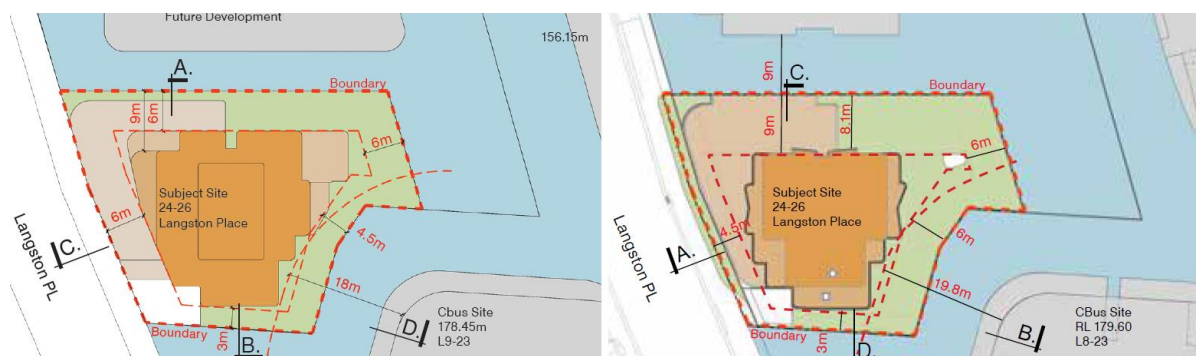 Future Development
156.15m
A.
Boundary
9m
6m
6m
Subject Site
24-26
Langston Place
6m
4.5m
C.
Langston PL
18m
Cbus Site
178.45m
L9-23
D.
Boundary
3m
B.
9m
C.
Boundary
9m
8.1m
6m
Subject Site
24-26
Langston Place
4.5m
6m
A.
Langston PL
19.8m
Cbus Site
RL 179.60
L8-23
B.
Boundary
3m
D.